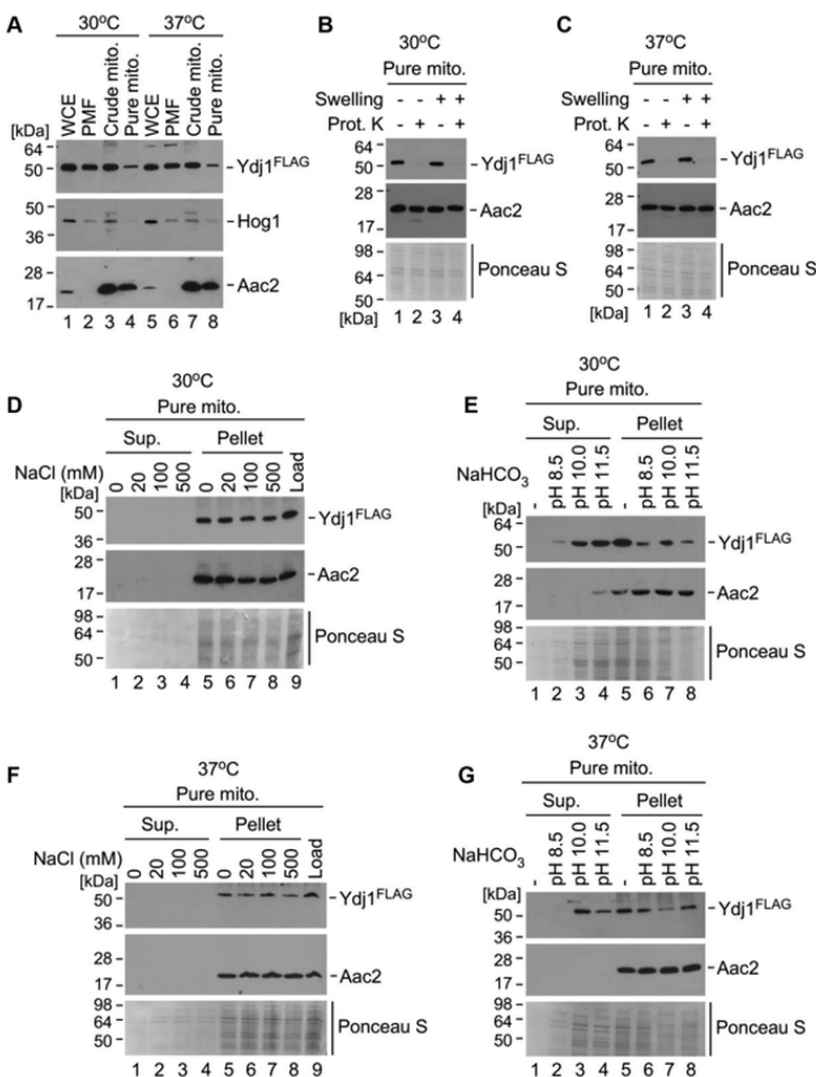 A
30ºC 37ºC
WCE PMF Crude mito. Pure mito. WCE PMF Crude mito. Pure mito.
[kDa]
64
50
Ydj1FLAG
50
36
Hog1
28
17
Aac2
1 2 3 4 5 6 7 8
B
30ºC
Pure mito.
Swelling - - + +
Prot. K - + - +
64
50
Ydj1FLAG
28
17
Aac2
98
64
50
Ponceau S
[kDa] 1 2 3 4
C
37ºC
Pure mito.
Swelling - - + +
Prot. K - + - +
64
50
Ydj1FLAG
28
17
Aac2
98
64
50
Ponceau S
[kDa] 1 2 3 4
D
30ºC
Pure mito.
Sup. Pellet
NaCl (mM) 0 20 100 500 0 20 100 500 Load
[kDa]
50
36
Ydj1FLAG
28
17
Aac2
98
64
50
Ponceau S
1 2 3 4 5 6 7 8 9
E
30ºC
Pure mito.
Sup. Pellet
NaHCO3 - pH 8.5 pH 10.0 pH 11.5 - pH 8.5 pH 10.0 pH 11.5
[kDa]
64
50
Ydj1FLAG
28
17
Aac2
98
64
50
Ponceau S
1 2 3 4 5 6 7 8
F
37ºC
Pure mito.
Sup. Pellet
NaCl (mM) 0 20 100 500 0 20 100 500 Load
[kDa]
50
36
Ydj1FLAG
28
17
Aac2
98
64
50
Ponceau S
1 2 3 4 5 6 7 8 9
G
37ºC
Pure mito.
Sup. Pellet
NaHCO3 - pH 8.5 pH 10.0 pH 11.5 - pH 8.5 pH 10.0 pH 11.5
[kDa]
50
36
Ydj1FLAG
28
17
Aac2
98
64
50
Ponceau S
1 2 3 4 5 6 7 8